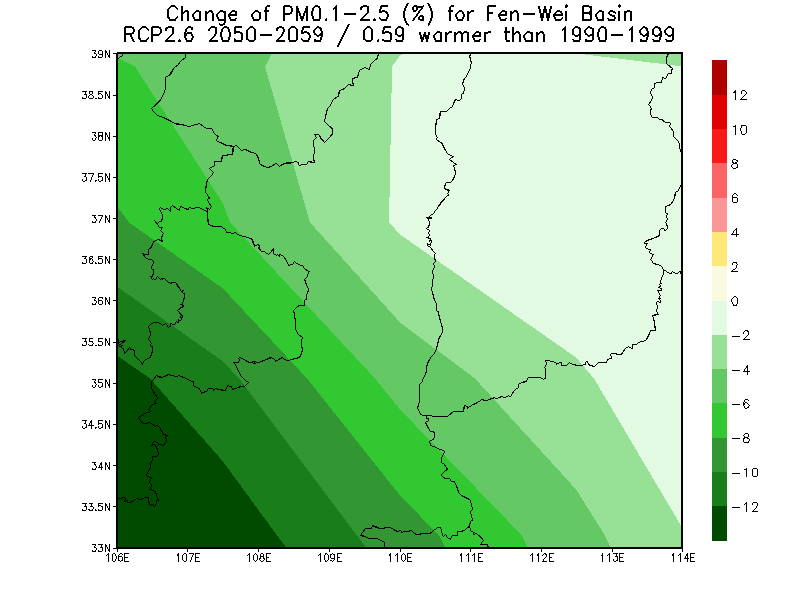 Change of PM0.1−2.5 (%) for Fen−Wei Basin
RCP2.6 2050−2059 / 0.59 warmer than 1990−1999
39N
38.5N
38N
37.5N
37N
36.5N
36N
35.5N
35N
34.5N
34N
33.5N
33N
106E 107E 108E 109E 110E 111E 112E 113E 114E
12
10
8
6
4
2
0
−2
−4
−6
−8
−10
−12